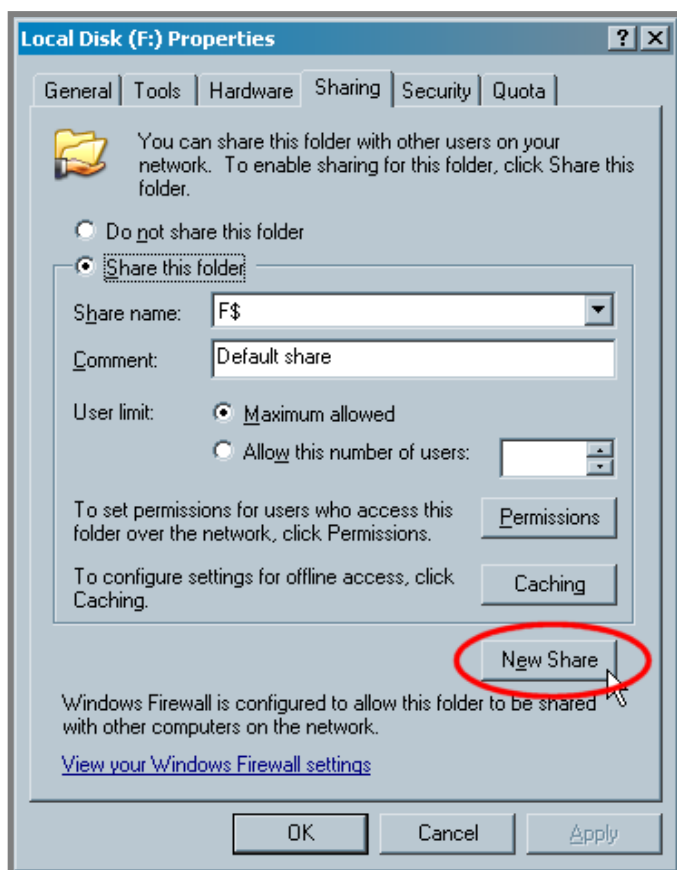 Local Disk (F:) Properties
General Tools Hardware Sharing Security Quota
You can share this folder with other users on your
network. To enable sharing for this folder, click Share this
folder.
Do not share this folder
Share this folder
Share name: F$
Comment: Default share
User limit: Maximum allowed
Allow this number of users:
To set permissions for users who access this
folder over the network, click Permissions.
Permissions
To configure settings for offline access, click
Caching.
Caching
New Share
Windows Firewall is configured to allow this folder to be shared
with other computers on the network.
View your Windows Firewall settings
OK Cancel Apply